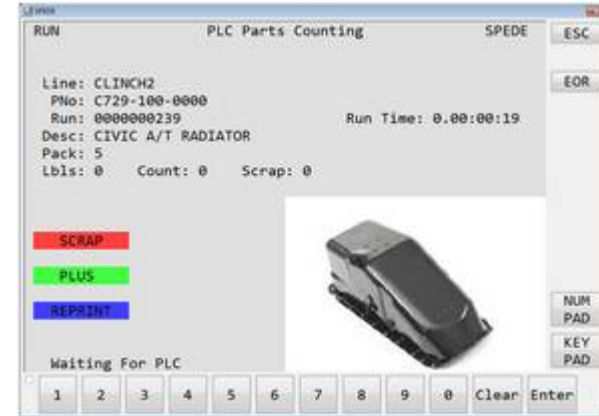 RUN PLC Parts Counting SPEDE ESC
EOR
Line: CLINCH2
PNo: C729-100-0000
Run: 0000000239 Run Time: 0.00:00:19
Desc: CIVIC A/T RADIATOR
Pack: 5
Lbls: 0 Count: 0 Scrap: 0
SCRAP
PLUS
REPRINT
NUM PAD
KEY PAD
Waiting For PLC
1 2 3 4 5 6 7 8 9 0 Clear Enter